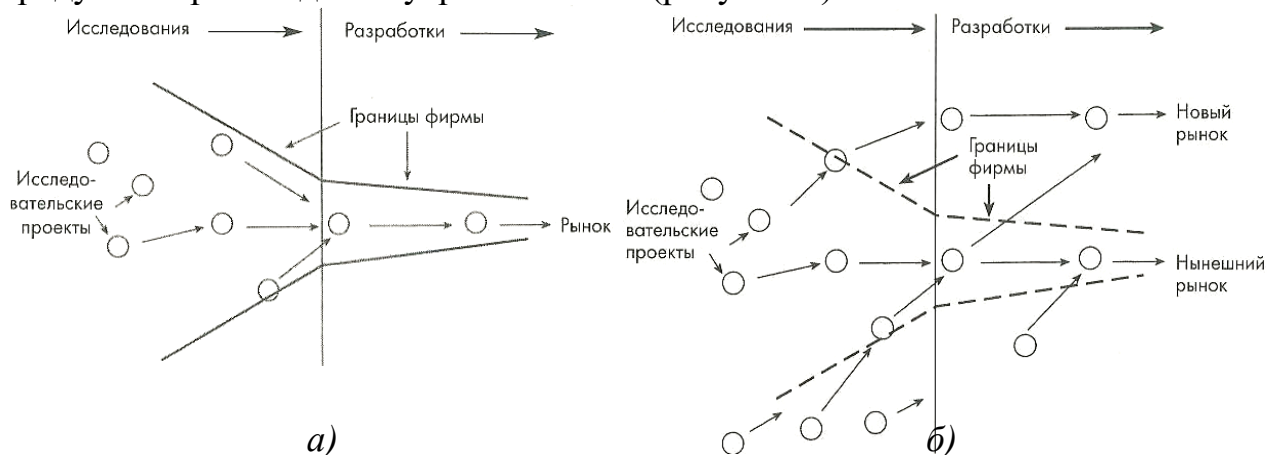 Исследования
Разработки
Границы фирмы
Исследо-
вательские
проекты
Рынок
а)
Исследования
Разработки
Новый
рынок
Границы
фирмы
Исследо-
вательские
проекты
Нынешний
рынок
б)